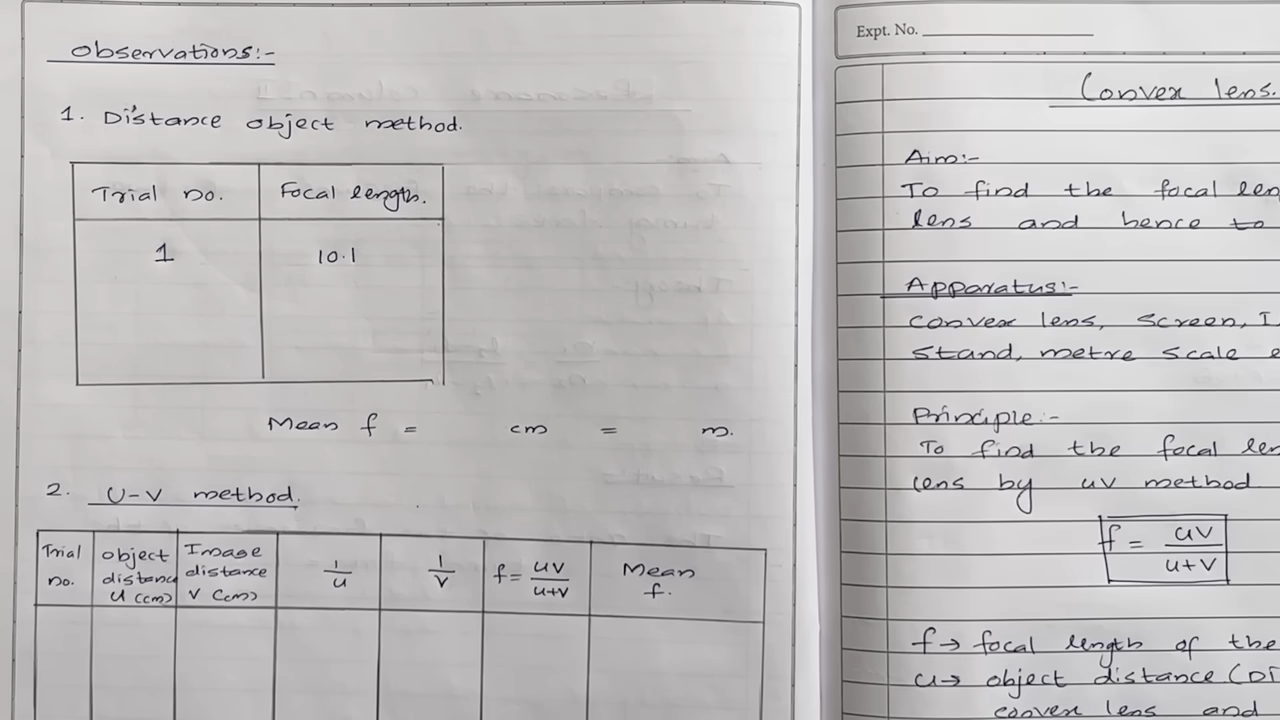 Observations:-
1. Distance object method.
Trial no. Focal length.
1 10.1
Mean f = cm = m.
2. U-V method.
Trial no. object distance u (cm) Image distance v (cm) 1/u 1/v f = uv/u+v Mean f.
Expt. No.
Convex lens.
Aim:-
To find the focal len
lens and hence to
Apparatus:-
Convex lens, screen, I
stand, metre scale e
Principle:-
To find the focal len
lens by uv method
f = uv/u+v
f → focal length of the
u → object distance (Di
convex lens and